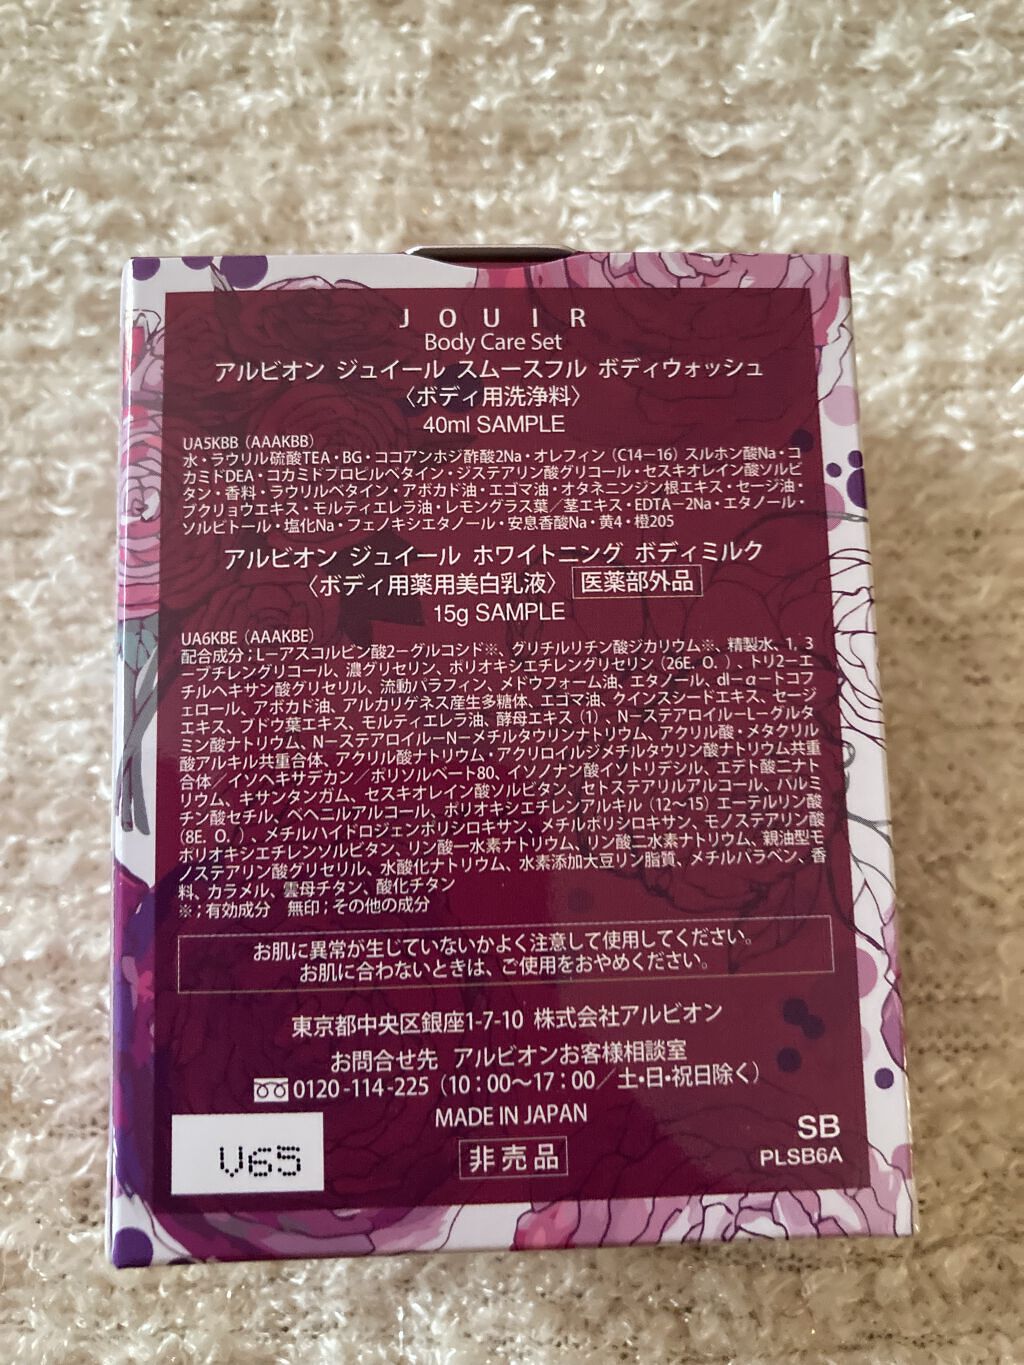 JOUIR
Body Care Set
アルビオン ジュイール スムースフル ボディウォッシュ
〈ボディ用洗浄料〉
40ml SAMPLE
UA5KBB（AAAKBB）
水・ラウリル硫酸TEA・BG・ココアンホジ酢酸2Na・オレフィン（C14－16）スルホン酸Na・コ
カミドDEA・コカミドプロピルベタイン・ジステアリン酸グリコール・セスキオレイン酸ソルビ
タン・香料・ラウリルベタイン・アボカド油・エゴマ油・オタネニンジン根エキス・セージ油・
ブクリョウエキス・モルティエレラ油・レモングラス葉／茎エキス・EDTA－2Na・エタノール・
ソルビトール・塩化Na・フェノキシエタノール・安息香酸Na・黄4・橙205
アルビオン ジュイール ホワイトニング ボディミルク
〈ボディ用薬用美白乳液〉 医薬部外品
15g SAMPLE
UA6KBE（AAAKBE）
配合成分；L－アスコルビン酸2－グルコシド※、グリチルリチン酸ジカリウム※、精製水、1，3
－ブチレングリコール、濃グリセリン、ポリオキシエチレングリセリン（26E．O．）、トリ2－エ
チルヘキサン酸グリセリル、流動パラフィン、メドウフォーム油、エタノール、dl－α－トコフ
ェロール、アボカド油、アルカリゲネス産生多糖体、エゴマ油、クインスシードエキス、セージ
エキス、ブドウ葉エキス、モルティエレラ油、酵母エキス（1）、N－ステアロイル－L－グルタ
ミン酸ナトリウム、N－ステアロイル－N－メチルタウリンナトリウム、アクリル酸・メタクリル
酸アルキル共重合体、アクリル酸ナトリウム・アクリロイルジメチルタウリン酸ナトリウム共重
合体／イソヘキサデカン／ポリソルベート80、イソノナン酸イソトリデシル、エデト酸二ナト
リウム、キサンタンガム、セスキオレイン酸ソルビタン、セトステアリルアルコール、パルミ
チン酸セチル、ベヘニルアルコール、ポリオキシエチレンアルキル（12～15）エーテルリン酸
（8E．O．）、メチルハイドロジェンポリシロキサン、メチルポリシロキサン、モノステアリン酸
ポリオキシエチレンソルビタン、リン酸一水素ナトリウム、リン酸二水素ナトリウム、親油型モ
ノステアリン酸グリセリル、水酸化ナトリウム、水素添加大豆リン脂質、メチルパラベン、香
料、カラメル、雲母チタン、酸化チタン
※；有効成分 無印；その他の成分
お肌に異常が生じていないかよく注意して使用してください。
お肌に合わないときは、ご使用をおやめください。
東京都中央区銀座1-7-10 株式会社アルビオン
お問合せ先 アルビオンお客様相談室
0120-114-225（10：00～17：00／土・日・祝日除く）
MADE IN JAPAN
V65
非売品
SB
PLSB6A